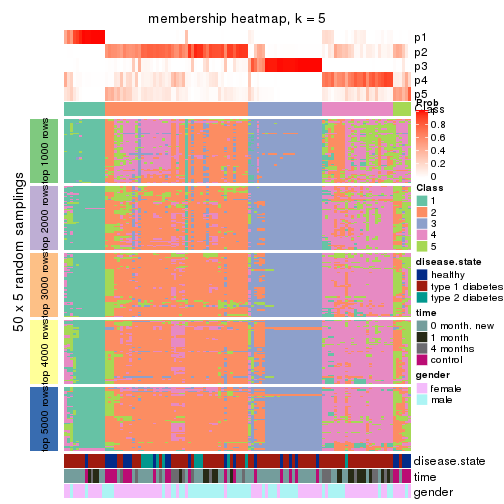 membership heatmap, k = 5
p1
p2
p3
p4
p5
Prob
Class
0.8
0.6
0.4
0.2
0
Class
1
2
3
4
5
disease.state
healthy
type 1 diabetes
type 2 diabetes
time
0 month. new
1 month
4 months
control
gender
female
male
50 x 5 random samplings
top 1000 rows
top 2000 rows
top 3000 rows
top 4000 rows
top 5000 rows
disease.state
time
gender